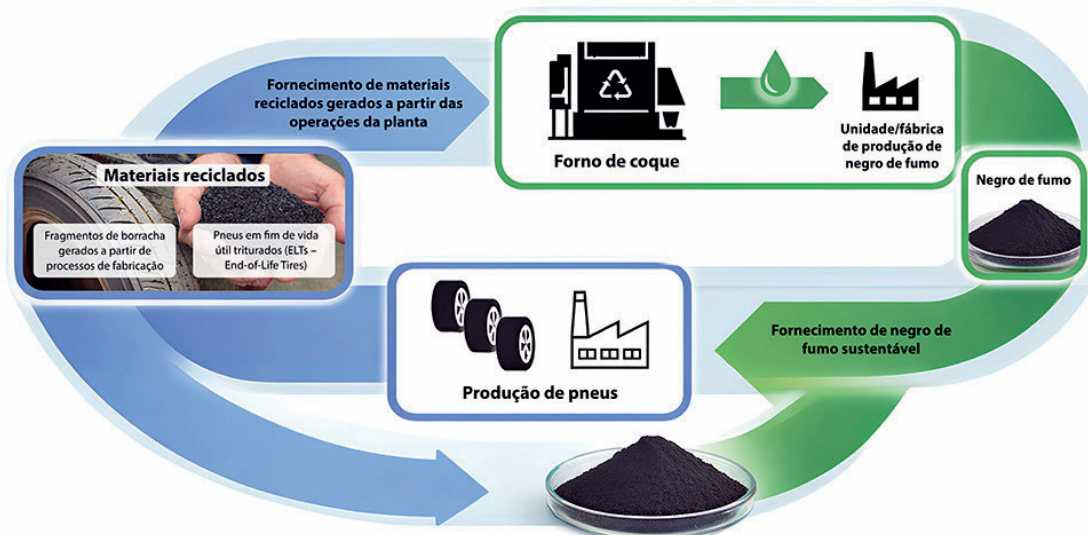 Fornecimento de materiais
reciclados gerados a partir das
operações da planta
Forno de coque
Unidade/fábrica
de produção de
negro de fumo
Materiais reciclados
Fragmentos de borracha
gerados a partir de
processos de fabricação
Pneus em fim de vida
útil triturados (ELTs –
End-of-Life Tires)
Negro de fumo
Produção de pneus
Fornecimento de negro de
fumo sustentável